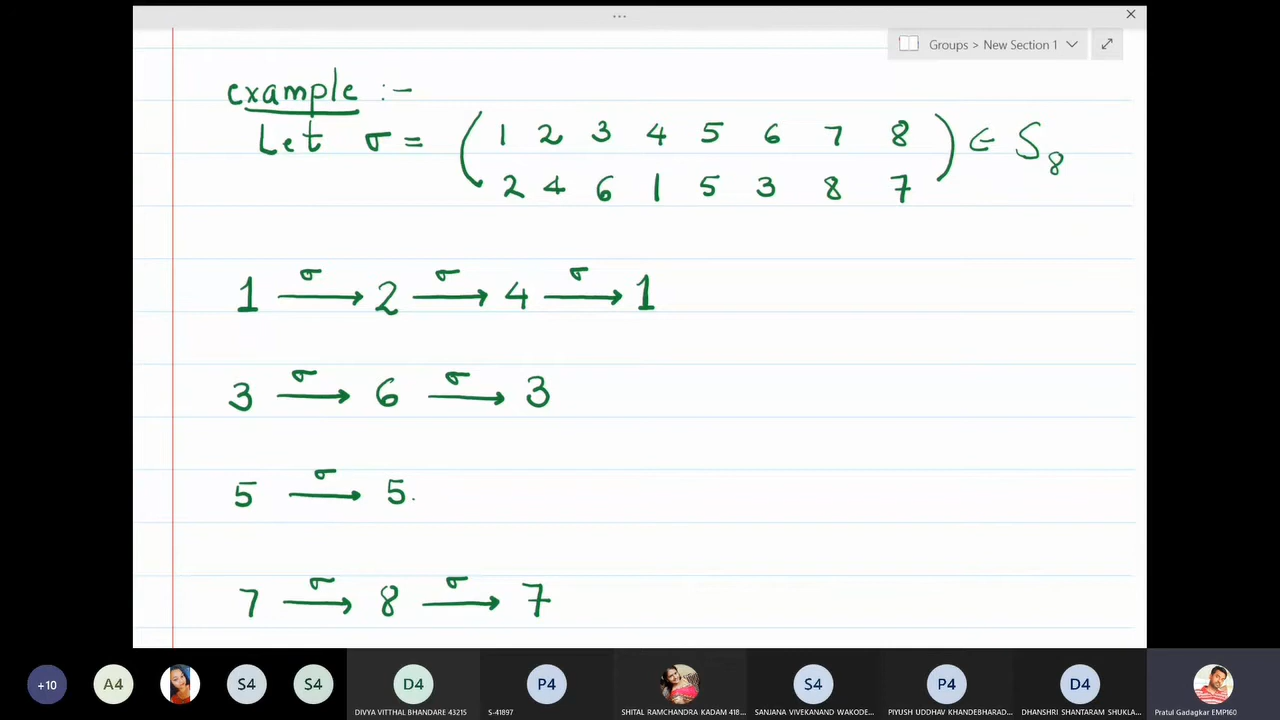 Groups > New Section 1
example :-
Let σ = ( 1 2 3 4 5 6 7 8 ) ∈ S₈
2 4 6 1 5 3 8 7
1 —σ→ 2 —σ→ 4 —σ→ 1
3 —σ→ 6 —σ→ 3
5 —σ→ 5.
7 —σ→ 8 —σ→ 7
+10 A4 S4 S4 D4 P4 S4 P4 D4
DIVYA VITTHAL BHANDARE 43215 S-41897 SHITAL RAMCHANDRA KADAM 418... SANJANA VIVEKANAND WAKODE... PIYUSH UDDHAV KHANDEBHARAD... DHANSHRI SHANTARAM SHUKLA... Pratul Gadagkar EMP160